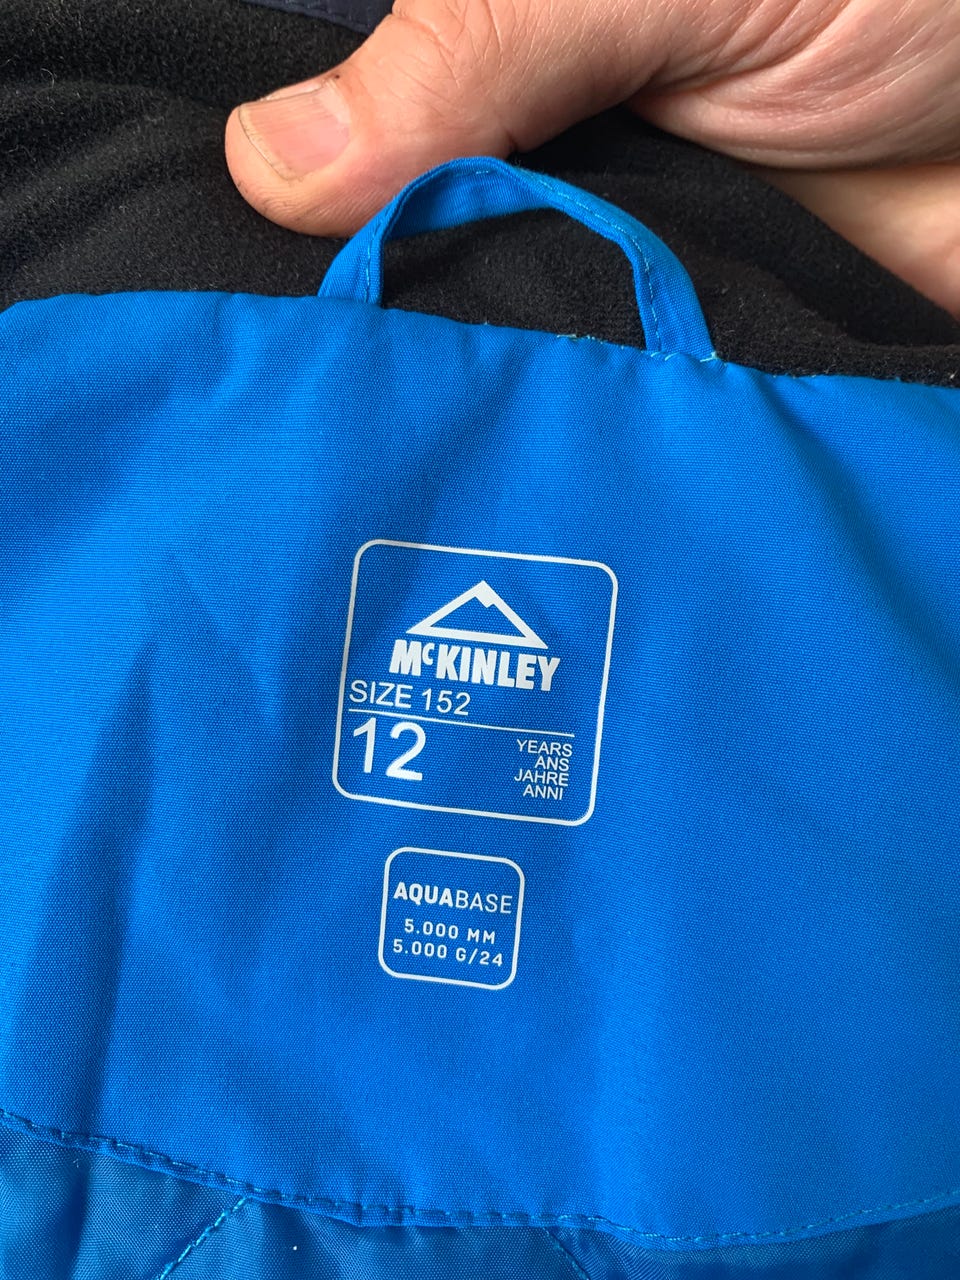 McKINLEY
SIZE 152
12
YEARS
ANS
JAHRE
ANNI
AQUABASE
5.000 MM
5.000 G/24